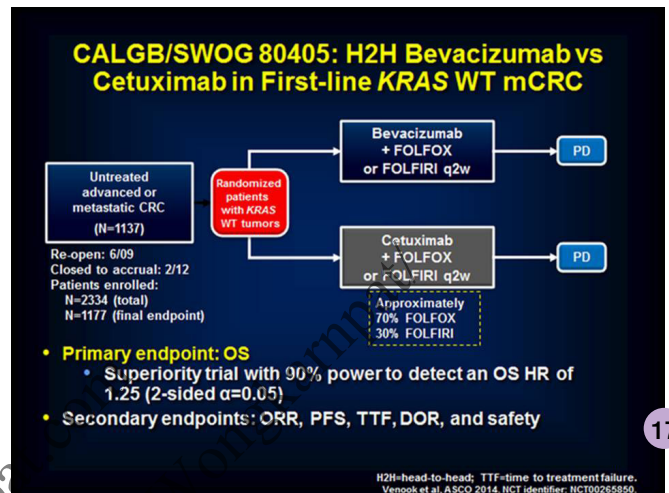 CALGB/SWOG 80405: H2H Bevacizumab vs
Cetuximab in First-line KRAS WT mCRC
Untreated
advanced or
metastatic CRC
(N=1137)
Randomized
patients
with KRAS
WT tumors
Bevacizumab
+ FOLFOX
or FOLFIRI q2w
PD
Cetuximab
+ FOLFOX
or FOLFIRI q2w
PD
Re-open: 6/09
Closed to accrual: 2/12
Patients enrolled:
N=2334 (total)
N=1177 (final endpoint)
Approximately
70% FOLFOX
30% FOLFIRI
• Primary endpoint: OS
• Superiority trial with 90% power to detect an OS HR of
1.25 (2-sided α=0.05)
• Secondary endpoints: ORR, PFS, TTF, DOR, and safety
17
H2H=head-to-head; TTF=time to treatment failure.
Venook et al. ASCO 2014. NCT identifier: NCT00265850.